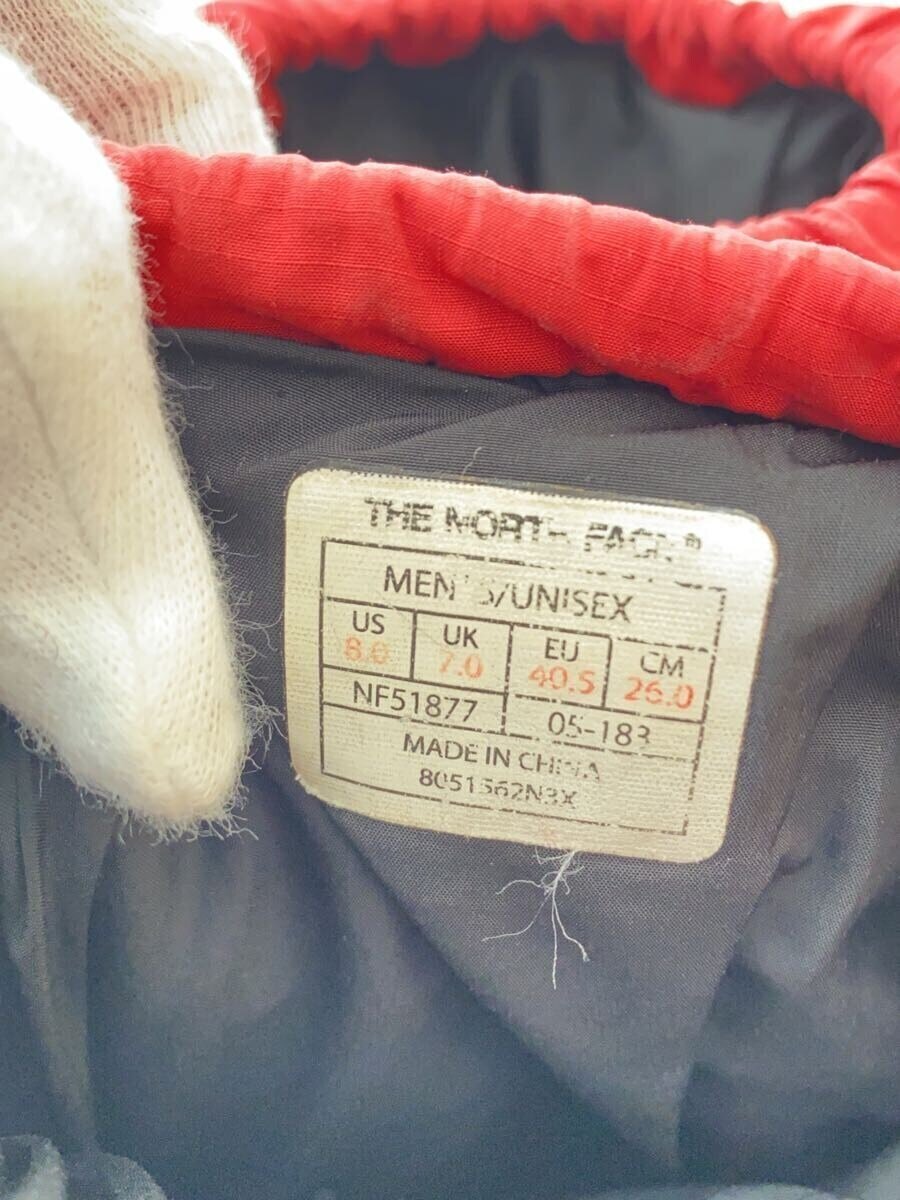 THE NORTH FACE®
MEN'S/UNISEX
US UK EU CM
8.0 7.0 40.5 26.0
NF51877 05-183
MADE IN CHINA
8051562N3X